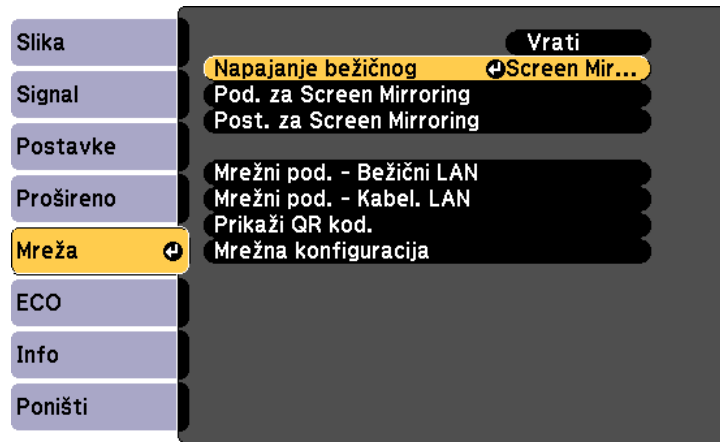 Slika
Signal
Postavke
Prošireno
Mreža
ECO
Info
Poništi
Vrati
Napajanje bežičnog Screen Mir...
Pod. za Screen Mirroring
Post. za Screen Mirroring
Mrežni pod. - Bežični LAN
Mrežni pod. - Kabel. LAN
Prikaži QR kod.
Mrežna konfiguracija